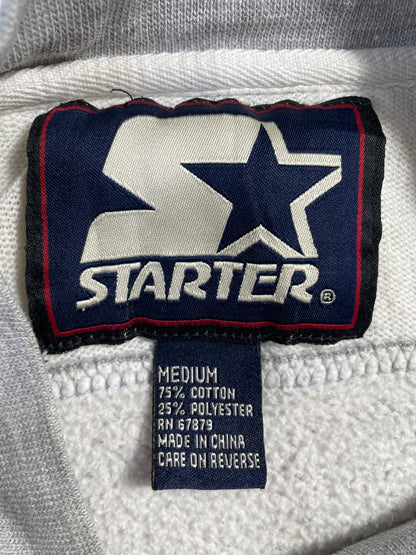 STARTER®
MEDIUM
75% COTTON
25% POLYESTER
RN 67879
MADE IN CHINA
CARE ON REVERSE